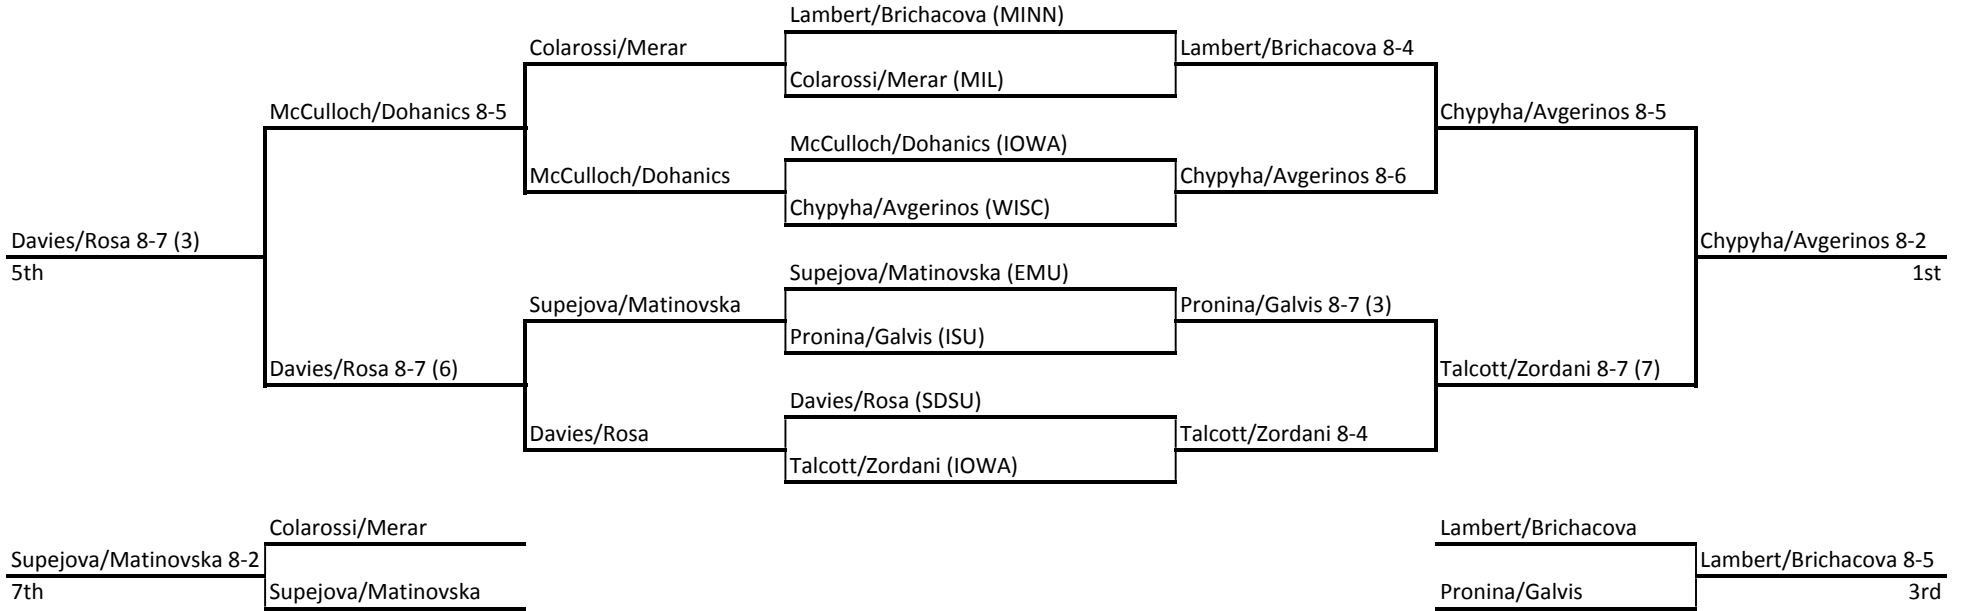 Lambert/Brichacova (MINN)
Colarossi/Merar
Lambert/Brichacova 8-4
Colarossi/Merar (MIL)
McCulloch/Dohanics 8-5
Chypyha/Avgerinos 8-5
McCulloch/Dohanics (IOWA)
McCulloch/Dohanics
Chypyha/Avgerinos 8-6
Chypyha/Avgerinos (WISC)
Davies/Rosa 8-7 (3)
Chypyha/Avgerinos 8-2
5th
Supejova/Matinovska (EMU)
1st
Supejova/Matinovska
Pronina/Galvis 8-7 (3)
Pronina/Galvis (ISU)
Davies/Rosa 8-7 (6)
Talcott/Zordani 8-7 (7)
Davies/Rosa (SDSU)
Davies/Rosa
Talcott/Zordani 8-4
Talcott/Zordani (IOWA)
Colarossi/Merar
Lambert/Brichacova
Supejova/Matinovska 8-2
Lambert/Brichacova 8-5
7th
Supejova/Matinovska
Pronina/Galvis
3rd